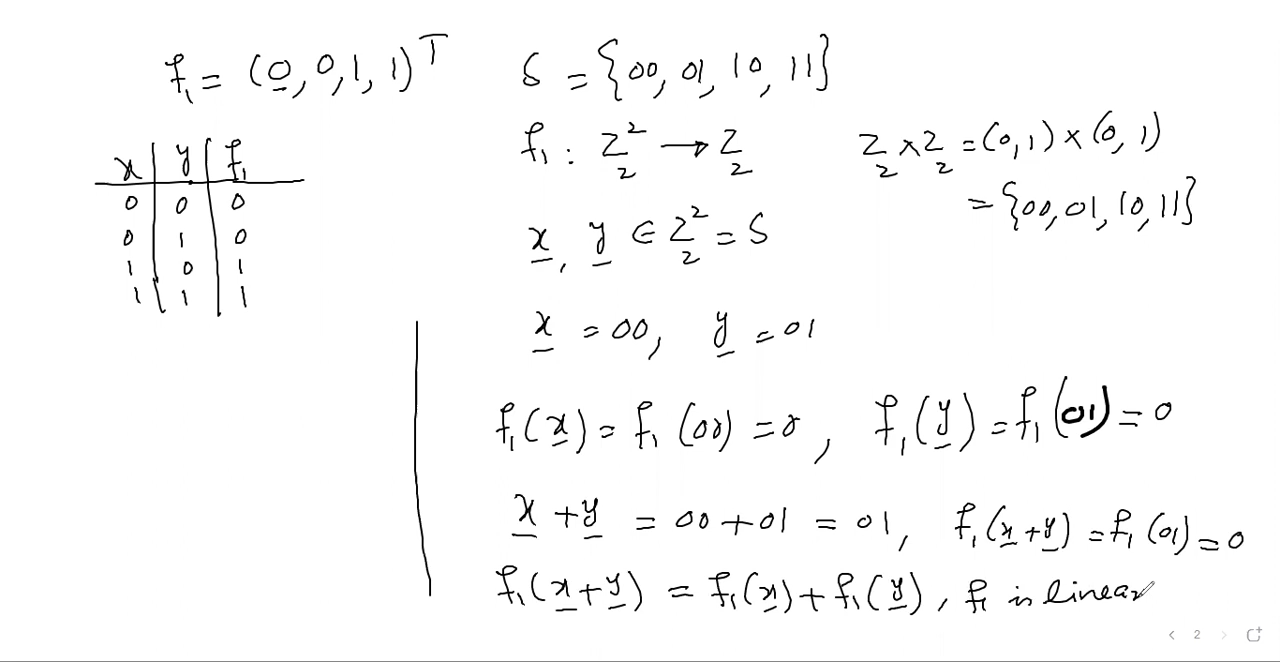 f₁ = (0, 0, 1, 1)ᵀ
x | y | f₁
0 | 0 | 0
0 | 1 | 0
1 | 0 | 1
1 | 1 | 1
S = {00, 01, 10, 11}
f₁ : Z₂² → Z₂
Z₂ × Z₂ = (0, 1) × (0, 1)
= {00, 01, 10, 11}
x, y ∈ Z₂² = S
x = 00, y = 01
f₁(x) = f₁(00) = 0, f₁(y) = f₁(01) = 0
x + y = 00 + 01 = 01, f₁(x + y) = f₁(01) = 0
f₁(x + y) = f₁(x) + f₁(y), f₁ is linear
2